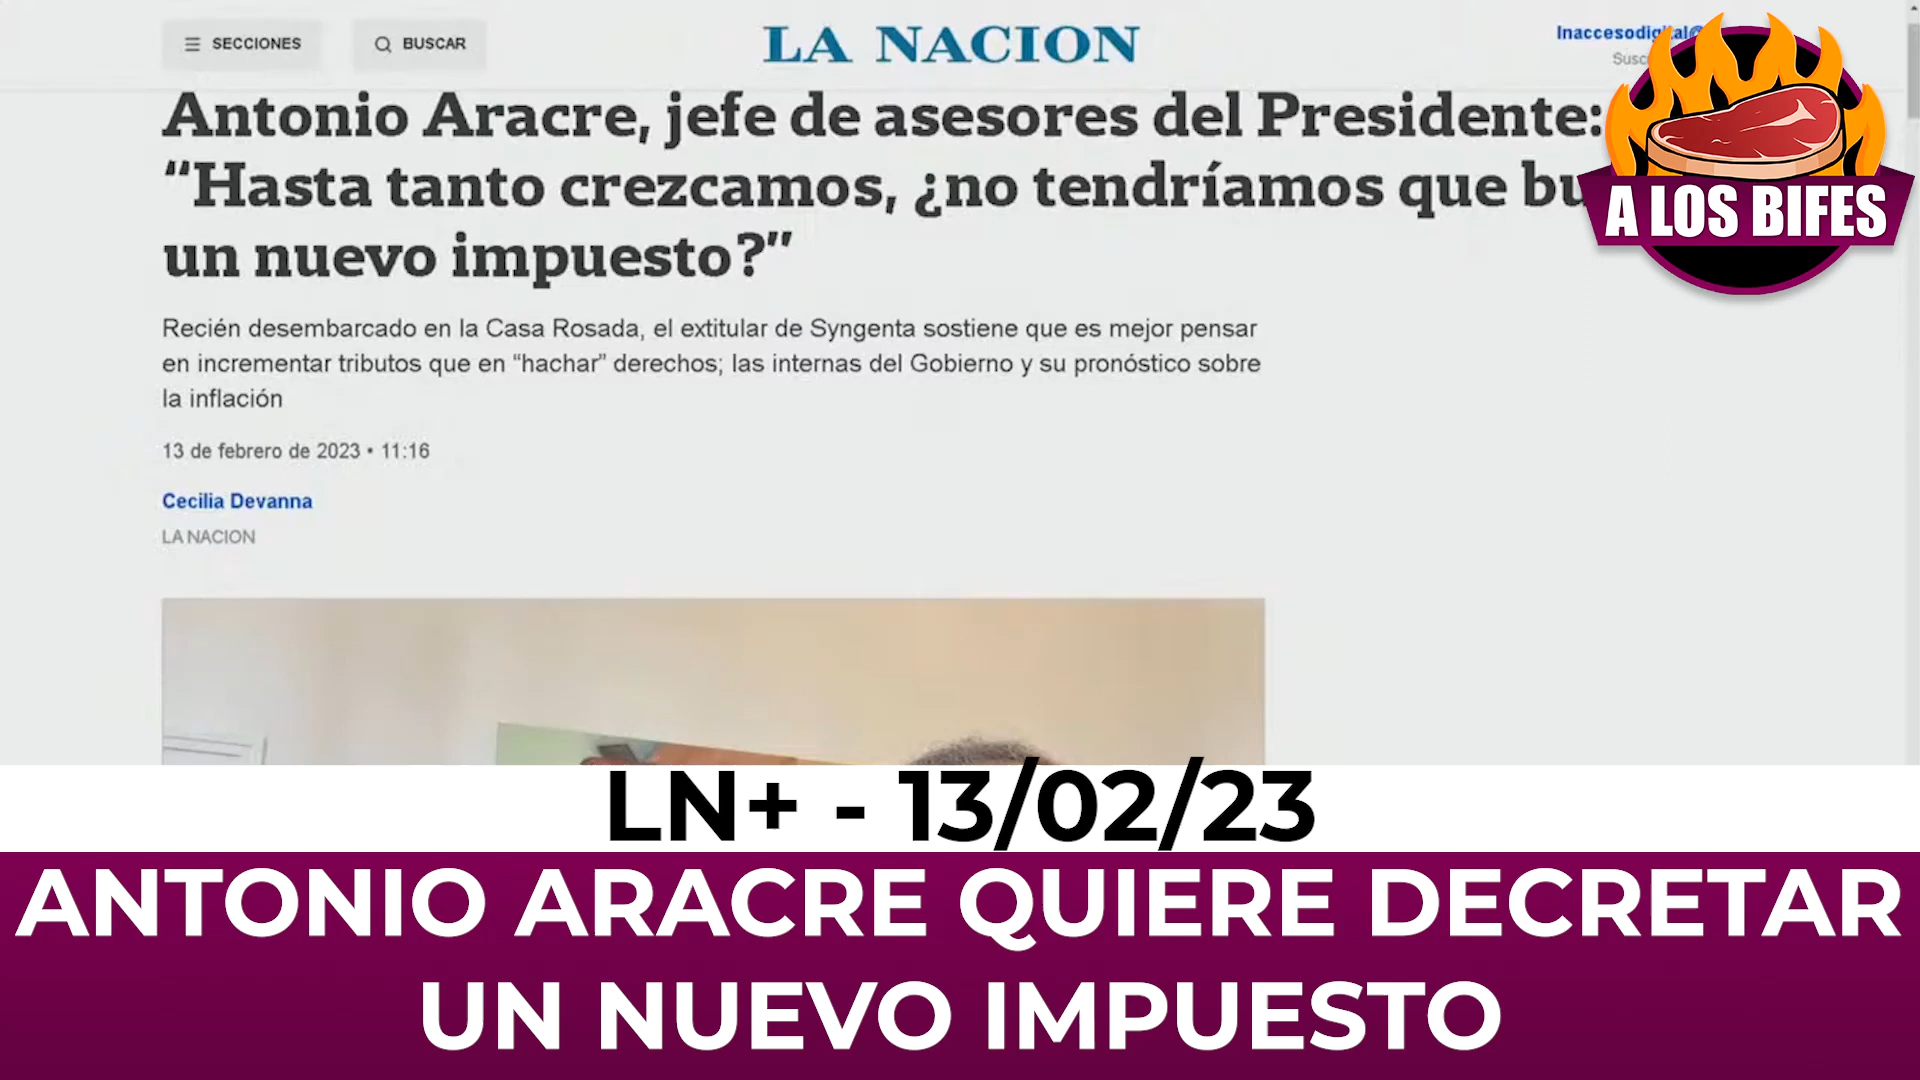 SECCIONES
BUSCAR
LA NACION
Antonio Aracre, jefe de asesores del Presidente:
“Hasta tanto crezcamos, ¿no tendríamos que bu
un nuevo impuesto?”
A LOS BIFES
Recién desembarcado en la Casa Rosada, el extitular de Syngenta sostiene que es mejor pensar
en incrementar tributos que en “hachar” derechos; las internas del Gobierno y su pronóstico sobre
la inflación
13 de febrero de 2023 • 11:16
Cecilia Devanna
LA NACION
LN+ - 13/02/23
ANTONIO ARACRE QUIERE DECRETAR
UN NUEVO IMPUESTO